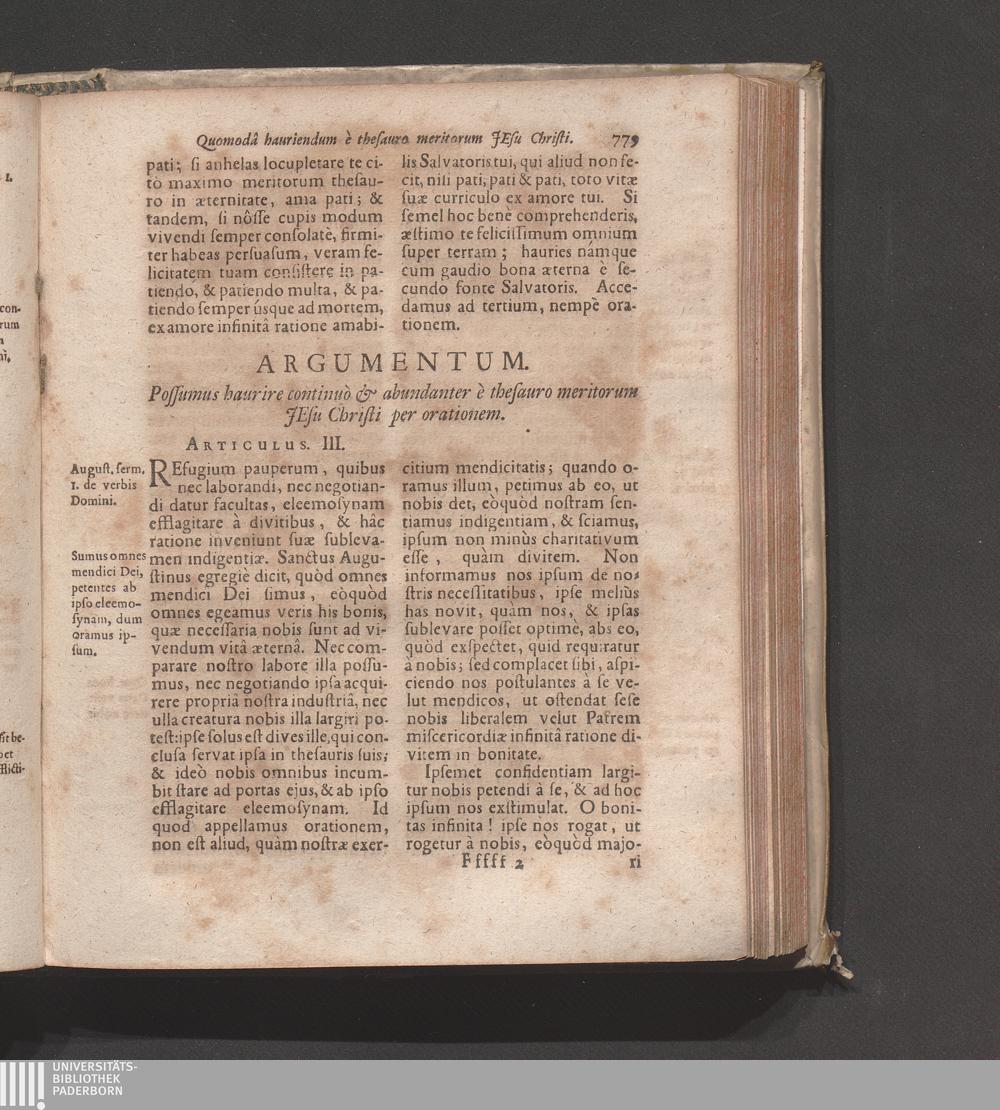 Quomodâ hauriendum è theſauro meritorum JEſu Chriſti. 779
pati; ſi anhelas locupletare te ci-
tò maximo meritorum theſau-
ro in æternitate, ama pati; &
tandem, ſi nôſſe cupis modum
vivendi ſemper conſolatè, firmi-
ter habeas perſuaſum, veram fe-
licitatem tuam conſiſtere in pa-
tiendo, & patiendo multa, & pa-
tiendo ſemper úsque ad mortem,
ex amore infinitâ ratione amabi-
lis Salvatoris tui, qui aliud non fe-
cit, niſi pati, pati & pati, toto vitæ
ſuæ curriculo ex amore tui. Si
ſemel hoc benè comprehenderis,
æſtimo te feliciſſimum omnium
ſuper terram; hauries námque
cum gaudio bona æterna è ſe-
cundo fonte Salvatoris. Acce-
damus ad tertium, nempè ora-
tionem.
ARGUMENTUM.
Poſſumus haurire continuò & abundanter è theſauro meritorum
JEſu Chriſti per orationem.
ARTICULUS. III.
Auguſt. ſerm.
1. de verbis
Domini.
Sumus omnes
mendici Dei,
petentes ab
ipſo eleemo-
ſynam, dum
oramus ip-
ſum.
REfugium pauperum, quibus
nec laborandi, nec negotian-
di datur facultas, eleemoſynam
efflagitare à divitibus, & hâc
ratione inveniunt ſuæ ſubleva-
men indigentiæ. Sanctus Augu-
ſtinus egregiè dicit, quòd omnes
mendici Dei ſimus, eòquòd
omnes egeamus veris his bonis,
quæ neceſſaria nobis ſunt ad vi-
vendum vitâ æternâ. Nec com-
parare noſtro labore illa poſſu-
mus, nec negotiando ipſa acqui-
rere propriâ noſtra induſtriâ, nec
ulla creatura nobis illa largiri po-
teſt: ipſe ſolus eſt dives ille, qui con-
cluſa ſervat ipſa in theſauris ſuis;
& ideò nobis omnibus incum-
bit ſtare ad portas ejus, & ab ipſo
efflagitare eleemoſynam. Id
quod appellamus orationem,
non eſt aliud, quàm noſtræ exer-
citium mendicitatis; quando o-
ramus illum, petimus ab eo, ut
nobis det, eòquòd noſtram ſen-
tiamus indigentiam, & ſciamus,
ipſum non minùs charitativum
eſſe, quàm divitem. Non
informamus nos ipſum de no-
ſtris neceſſitatibus, ipſe meliùs
has novit, quàm nos, & ipſas
ſublevare poſſet optimè, abs eo,
quòd exſpectet, quid requiratur
à nobis; ſed complacet ſibi, aſpi-
ciendo nos poſtulantes à ſe ve-
lut mendicos, ut oſtendat ſeſe
nobis liberalem velut Patrem
miſericordiæ infinitâ ratione di-
vitem in bonitate.
Ipſemet confidentiam largi-
tur nobis petendi à ſe, & ad hoc
ipſum nos exſtimulat. O boni-
tas infinita! ipſe nos rogat, ut
rogetur à nobis, eòquòd majo-
Fffff 2 ri
UNIVERSITÄTS-
BIBLIOTHEK
PADERBORN